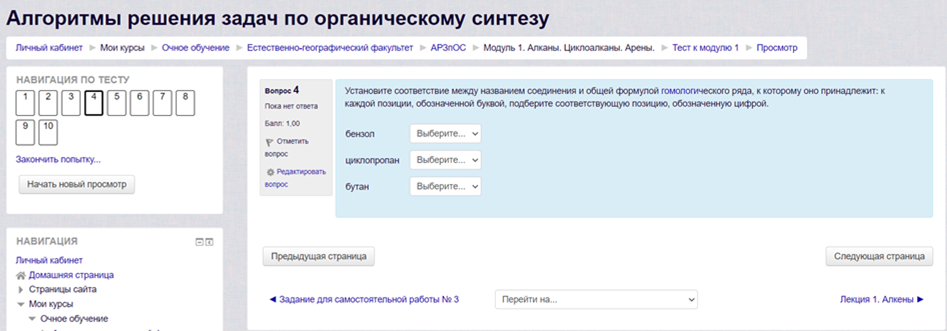 Алгоритмы решения задач по органическому синтезу
Личный кабинет ► Мои курсы ► Очное обучение ► Естественно-географический факультет ► АРЗпОС ► Модуль 1. Алканы. Циклоалканы. Арены. ► Тест к модулю 1 ► Просмотр
НАВИГАЦИЯ ПО ТЕСТУ
1 2 3 4 5 6 7 8
9 10
Закончить попытку...
Начать новый просмотр
Вопрос 4
Пока нет ответа
Балл: 1,00
Отметить
вопрос
Редактировать
вопрос
Установите соответствие между названием соединения и общей формулой гомологического ряда, к которому оно принадлежит: к
каждой позиции, обозначенной буквой, подберите соответствующую позицию, обозначенную цифрой.
бензол Выберите...
циклопропан Выберите...
бутан Выберите...
Предыдущая страница
Следующая страница
◄ Задание для самостоятельной работы № 3
Перейти на...
Лекция 1. Алкены ►
НАВИГАЦИЯ
Личный кабинет
Домашняя страница
Страницы сайта
Мои курсы
Очное обучение